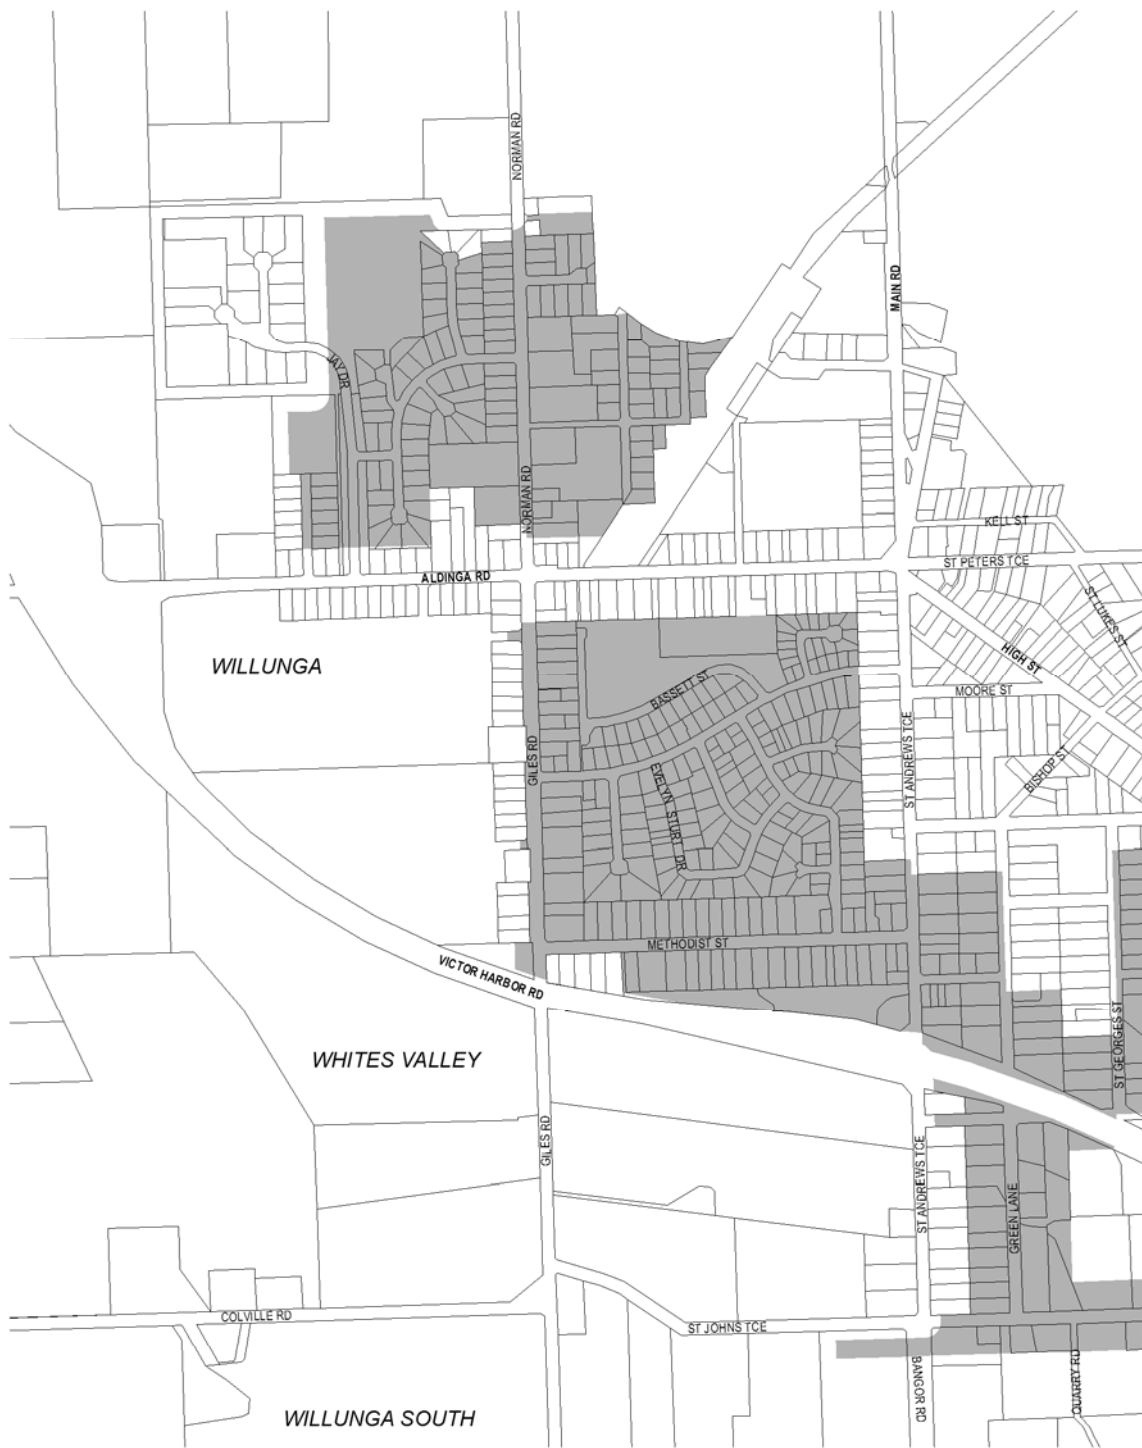 NORMAN RD
MAIN RD
JAY DR
NORMAN RD
KELL ST
ST PETERS TCE
ALDINGA RD
ST LUKES ST
HIGH ST
WILLUNGA
BASSETT ST
MOORE ST
GILES RD
ST ANDREWS TCE
BISHOP ST
EVELYN STURT DR
METHODIST ST
VICTOR HARBOR RD
ST GEORGES ST
WHITES VALLEY
GILES RD
ST ANDREWS TCE
GREEN LANE
COLVILLE RD
ST JOHNS TCE
BANGOR RD
QUARRY RD
WILLUNGA SOUTH